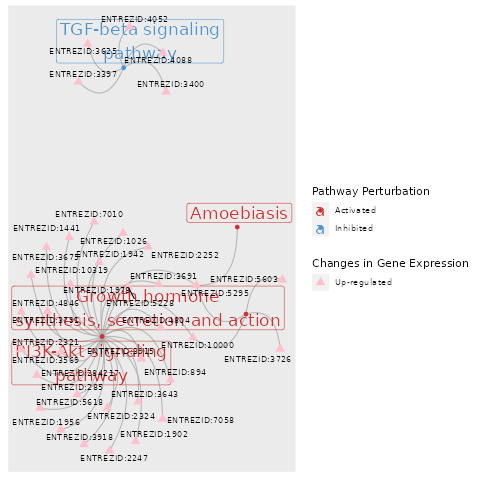 ENTREZID:4052
TGF-beta signaling
pathway
ENTREZID:3625
ENTREZID:4088
ENTREZID:3397
ENTREZID:3400
Pathway Perturbation
Activated
Inhibited
Changes in Gene Expression
Up-regulated
Amoebiasis
ENTREZID:7010
ENTREZID:1441
ENTREZID:1026
ENTREZID:1942
ENTREZID:2252
ENTREZID:10319
ENTREZID:3691
ENTREZID:5603
ENTREZID:5295
Growth hormone
synthesis, secretion and action
ENTREZID:5228
ENTREZID:4846
ENTREZID:2321
ENTREZID:10000
ENTREZID:3726
PI3K-Akt signaling
pathway
ENTREZID:3569
ENTREZID:894
ENTREZID:285
ENTREZID:3643
ENTREZID:5618
ENTREZID:2324
ENTREZID:7058
ENTREZID:1956
ENTREZID:1902
ENTREZID:3918
ENTREZID:2247